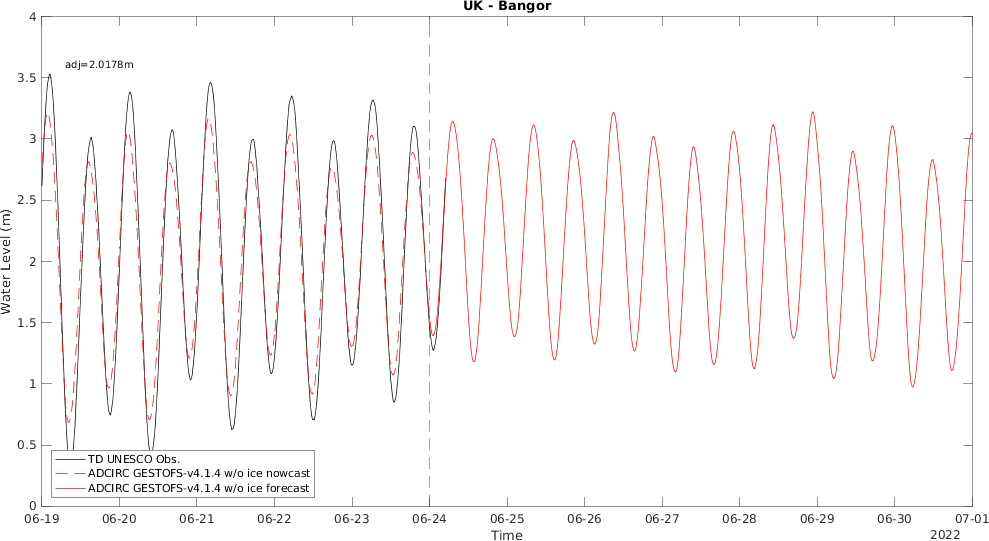 UK - Bangor
adj=2.0178m
Water Level (m)
4
3.5
3
2.5
2
1.5
1
0.5
0
TD UNESCO Obs.
ADCIRC GESTOFS-v4.1.4 w/o ice nowcast
ADCIRC GESTOFS-v4.1.4 w/o ice forecast
06-19 06-20 06-21 06-22 06-23 06-24 06-25 06-26 06-27 06-28 06-29 06-30 07-01
Time
2022